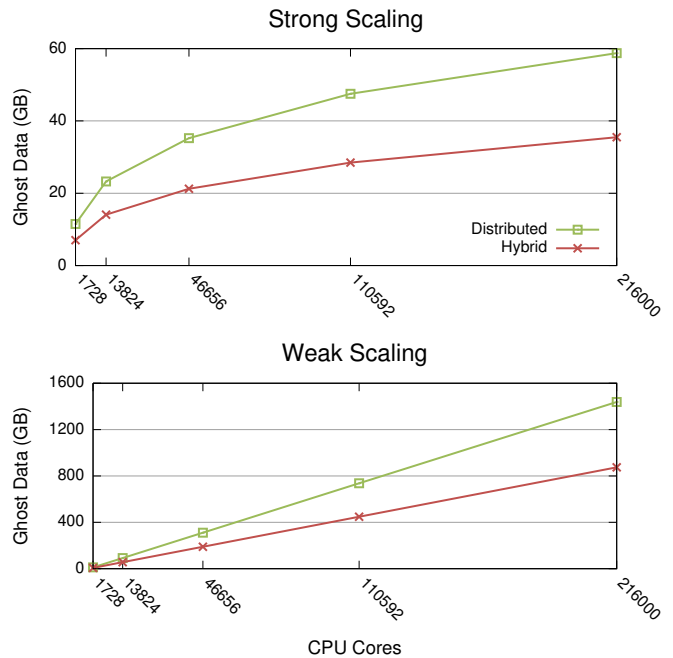 Strong Scaling
Ghost Data (GB)
60
40
20
0
Distributed
Hybrid
1728
13824
46656
110592
216000
Weak Scaling
Ghost Data (GB)
1600
1200
800
400
0
1728
13824
46656
110592
216000
CPU Cores